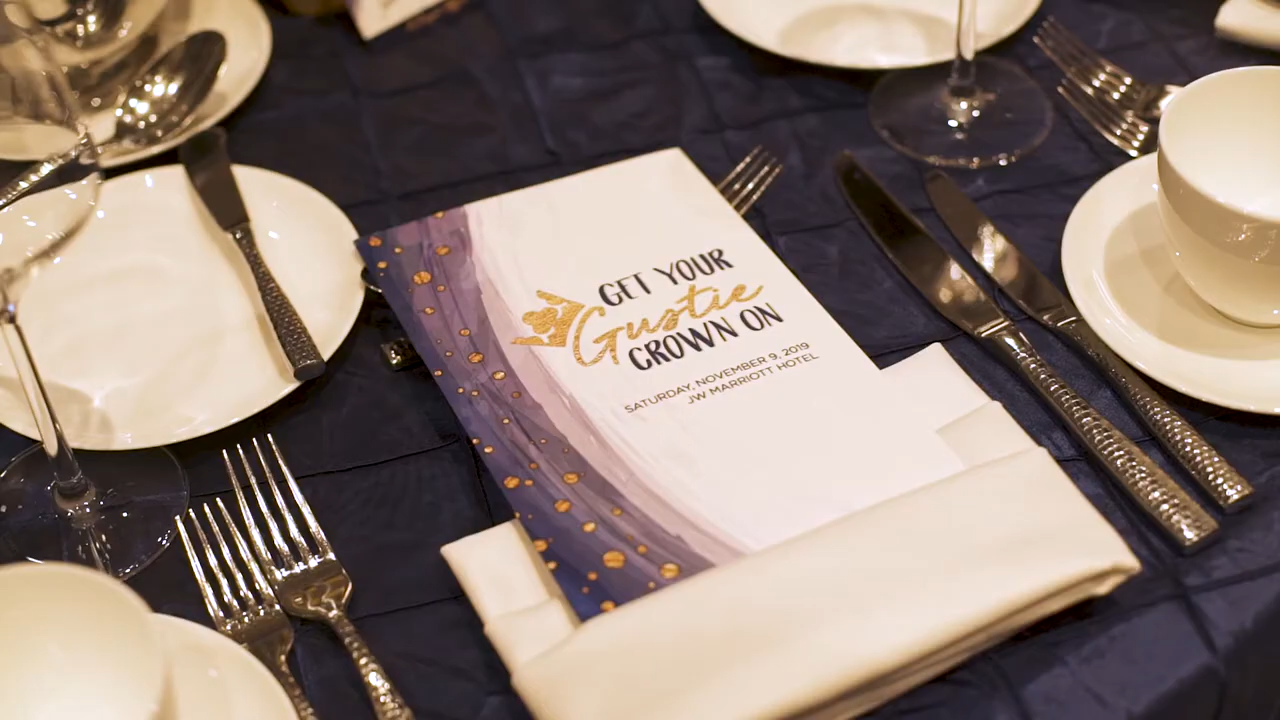 GET YOUR
Gustie
CROWN ON
SATURDAY, NOVEMBER 9, 2019
JW MARRIOTT HOTEL